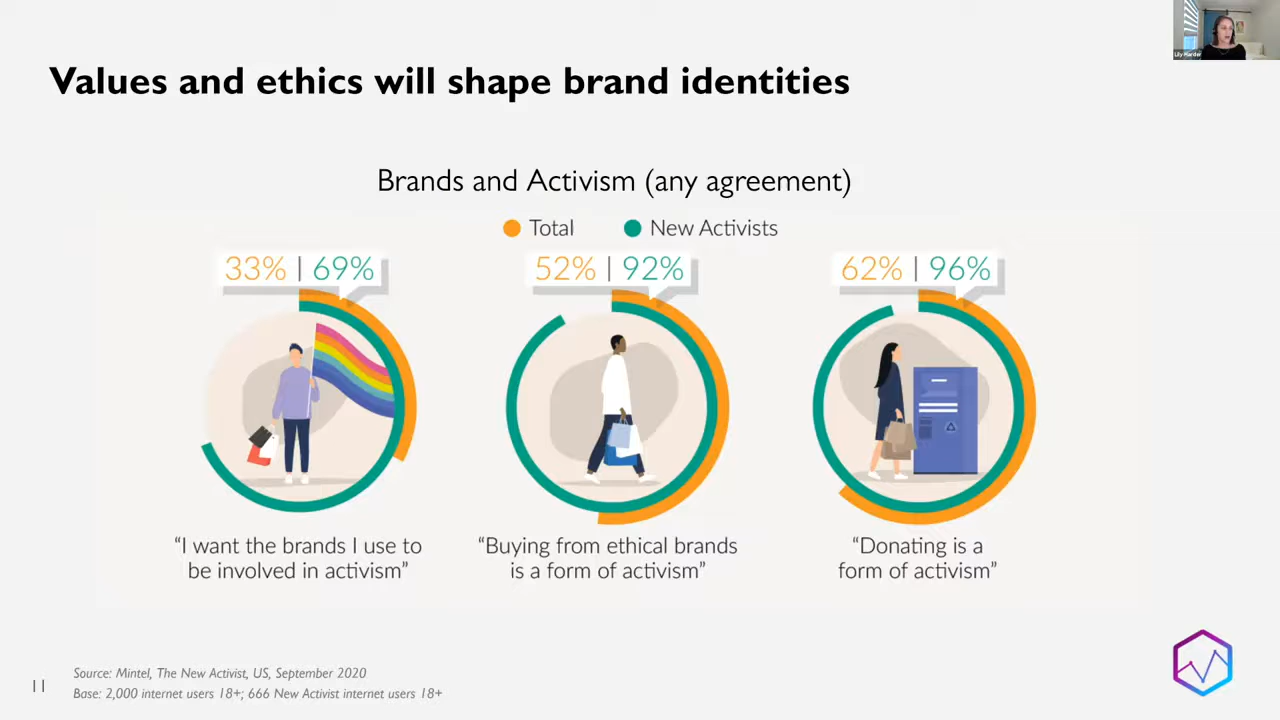 Lily Harder
Values and ethics will shape brand identities
Brands and Activism (any agreement)
Total
New Activists
33% | 69%
52% | 92%
62% | 96%
“I want the brands I use to
be involved in activism”
“Buying from ethical brands
is a form of activism”
“Donating is a
form of activism”
Source: Mintel, The New Activist, US, September 2020
Base: 2,000 internet users 18+; 666 New Activist internet users 18+
11